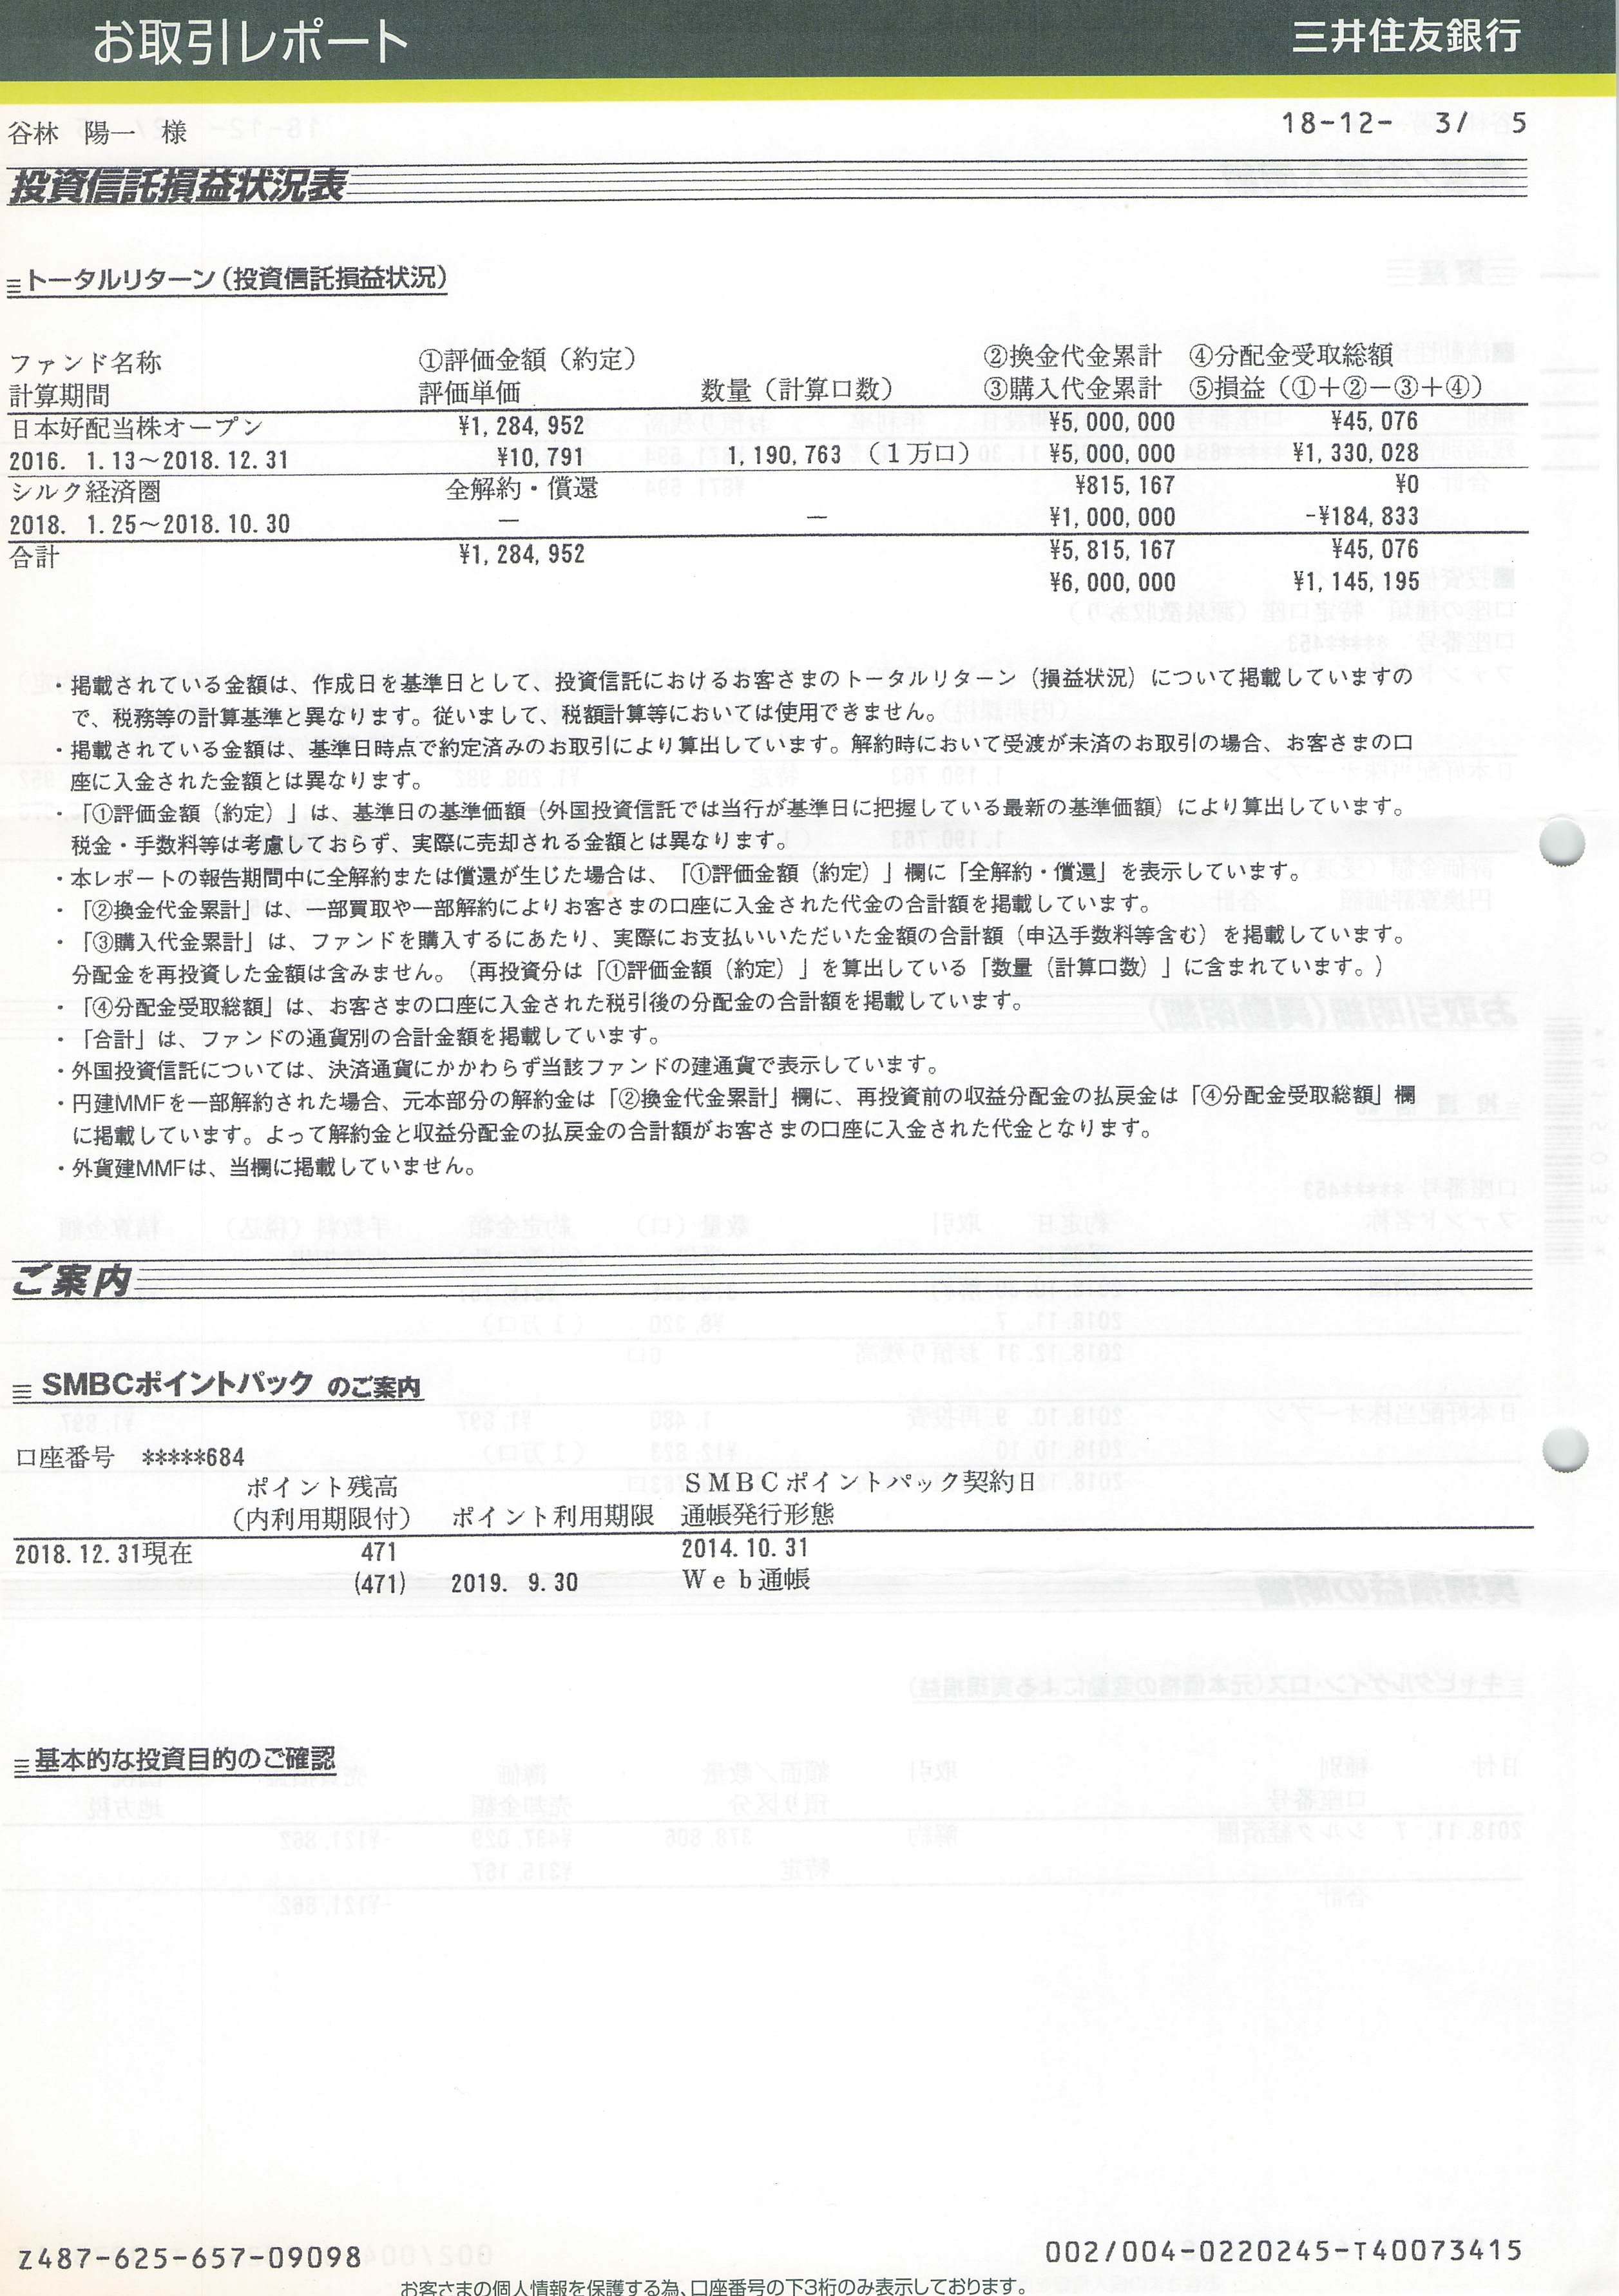 お取引レポート 三井住友銀行
谷林 陽一 様 18-12- 3/ 5
投資信託損益状況表
トータルリターン（投資信託損益状況）
ファンド名称 ①評価金額（約定） ②換金代金累計 ④分配金受取総額
計算期間 評価単価 数量（計算口数） ③購入代金累計 ⑤損益（①＋②－③＋④）
日本好配当株オープン ¥1,284,952 ¥5,000,000 ¥45,076
2016. 1.13～2018.12.31 ¥10,791 1,190,763 （１万口） ¥5,000,000 ¥1,330,028
シルク経済圏 全解約・償還 ¥815,167 ¥0
2018. 1.25～2018.10.30 － － ¥1,000,000 -¥184,833
合計 ¥1,284,952 ¥5,815,167 ¥45,076
¥6,000,000 ¥1,145,195
・掲載されている金額は、作成日を基準日として、投資信託におけるお客さまのトータルリターン（損益状況）について掲載していますの
で、税務等の計算基準と異なります。従いまして、税額計算等においては使用できません。
・掲載されている金額は、基準日時点で約定済みのお取引により算出しています。解約時において受渡が未済のお取引の場合、お客さまの口
座に入金された金額とは異なります。
・「①評価金額（約定）」は、基準日の基準価額（外国投資信託では当行が基準日に把握している最新の基準価額）により算出しています。
税金・手数料等は考慮しておらず、実際に売却される金額とは異なります。
・本レポートの報告期間中に全解約または償還が生じた場合は、「①評価金額（約定）」欄に「全解約・償還」を表示しています。
・「②換金代金累計」は、一部買取や一部解約によりお客さまの口座に入金された代金の合計額を掲載しています。
・「③購入代金累計」は、ファンドを購入するにあたり、実際にお支払いいただいた金額の合計額（申込手数料等含む）を掲載しています。
分配金を再投資した金額は含みません。（再投資分は「①評価金額（約定）」を算出している「数量（計算口数）」に含まれています。）
・「④分配金受取総額」は、お客さまの口座に入金された税引後の分配金の合計額を掲載しています。
・「合計」は、ファンドの通貨別の合計金額を掲載しています。
・外国投資信託については、決済通貨にかかわらず当該ファンドの建通貨で表示しています。
・円建MMFを一部解約された場合、元本部分の解約金は「②換金代金累計」欄に、再投資前の収益分配金の払戻金は「④分配金受取総額」欄
に掲載しています。よって解約金と収益分配金の払戻金の合計額がお客さまの口座に入金された代金となります。
・外貨建MMFは、当欄に掲載していません。
ご案内
SMBCポイントパック のご案内
口座番号 *****684
ポイント残高 ＳＭＢＣポイントパック契約日
（内利用期限付） ポイント利用期限 通帳発行形態
2018.12.31現在 471 2014.10.31
(471) 2019. 9.30 Ｗｅｂ通帳
基本的な投資目的のご確認
Z487-625-657-09098 002/004-0220245-T40073415
お客さまの個人情報を保護する為、口座番号の下3桁のみ表示しております。